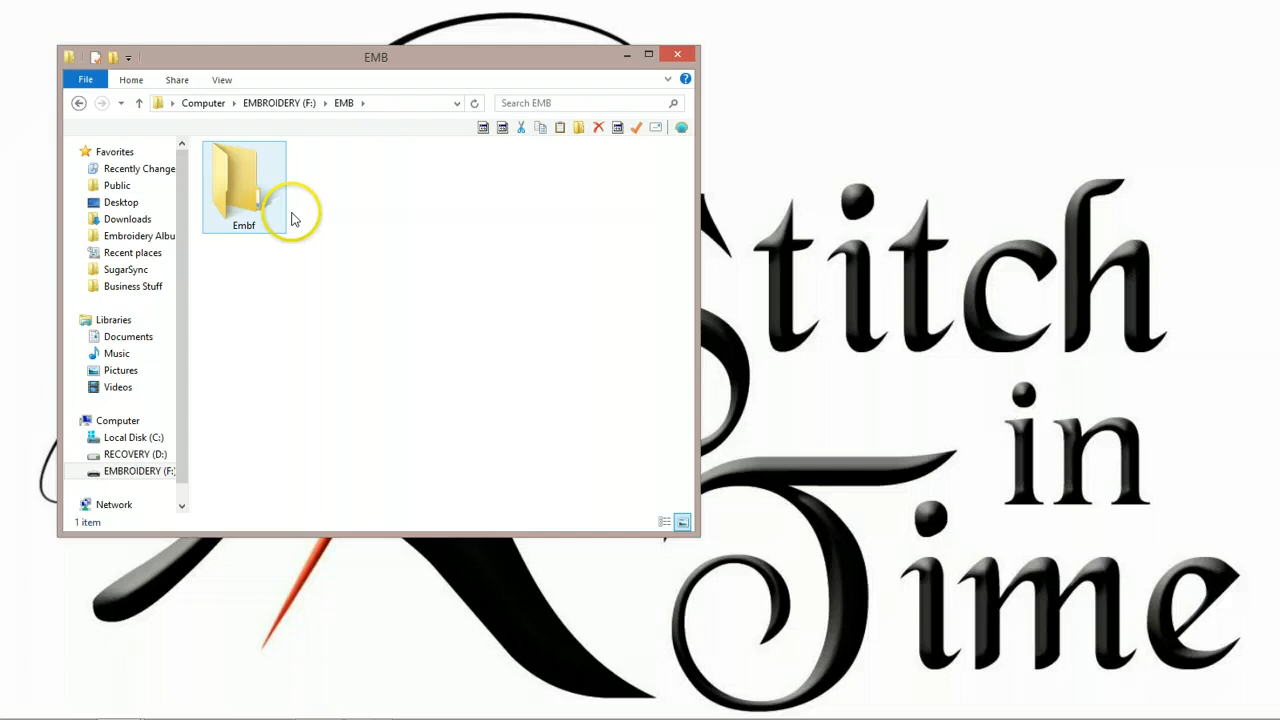 EMB
File Home Share View
Computer EMBROIDERY (F:) EMB
Search EMB
Favorites
Recently Change
Public
Desktop
Downloads
Embroidery Albu
Recent places
SugarSync
Business Stuff
Libraries
Documents
Music
Pictures
Videos
Computer
Local Disk (C:)
RECOVERY (D:)
EMBROIDERY (F:)
Network
1 item
Embf
Stitch
in
Time